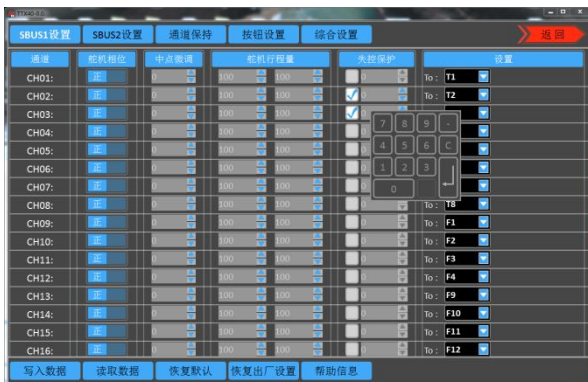 TTX40 0.5.
SBUS1设置 SBUS2设置 通道保持 按钮设置 综合设置 返回
通道 舵机相位 中点微调 舵机行程量 失控保护 设置
CH01: 正 0 100 100 0 To: T1
CH02: 正 0 100 100 0 To: T2
CH03: 正 0 100 100
CH04: 正 0 100 100
CH05: 正 0 100 100
CH06: 正 0 100 100
CH07: 正 0 100 100
CH08: 正 0 100 100 0 To: T8
CH09: 正 0 100 100 0 To: F1
CH10: 正 0 100 100 0 To: F2
CH11: 正 0 100 100 0 To: F3
CH12: 正 0 100 100 0 To: F4
CH13: 正 0 100 100 0 To: F9
CH14: 正 0 100 100 0 To: F10
CH15: 正 0 100 100 0 To: F11
CH16: 正 0 100 100 0 To: F12
7 8 9 -
4 5 6 C
1 2 3
0
写入数据 读取数据 恢复默认 恢复出厂设置 帮助信息